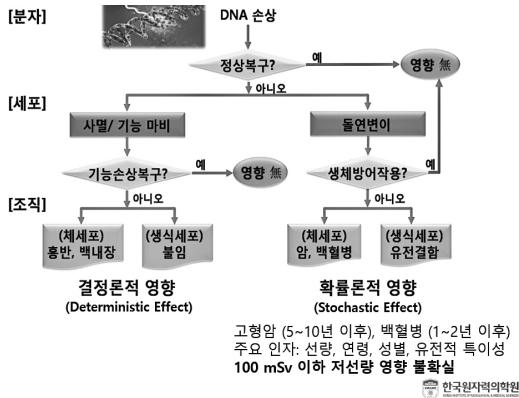 [분자]
DNA 손상
정상복구?
예
영향 無
아니오
[세포]
사멸/ 기능 마비
돌연변이
기능손상복구?
예
영향 無
생체방어작용?
예
[조직]
아니오
아니오
(체세포)
홍반, 백내장
(생식세포)
불임
(체세포)
암, 백혈병
(생식세포)
유전결함
결정론적 영향
(Deterministic Effect)
확률론적 영향
(Stochastic Effect)
고형암 (5~10년 이후), 백혈병 (1~2년 이후)
주요 인자: 선량, 연령, 성별, 유전적 특이성
100 mSv 이하 저선량 영향 불확실
한국원자력의학원